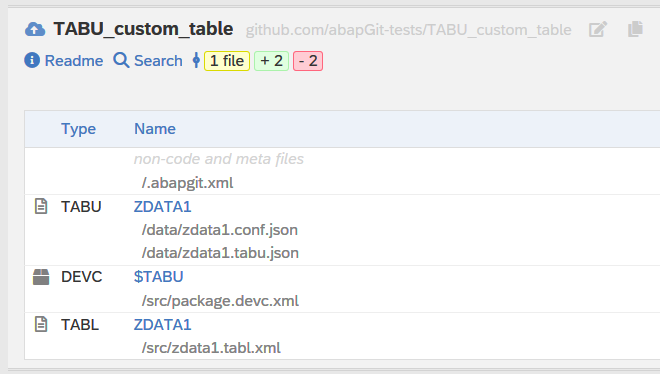 TABU_custom_table github.com/abapGit-tests/TABU_custom_table
Readme Search 1 file + 2 - 2
Type Name
non-code and meta files
/.abapgit.xml
TABU ZDATA1
/data/zdata1.conf.json
/data/zdata1.tabu.json
DEVC $TABU
/src/package.devc.xml
TABL ZDATA1
/src/zdata1.tabl.xml